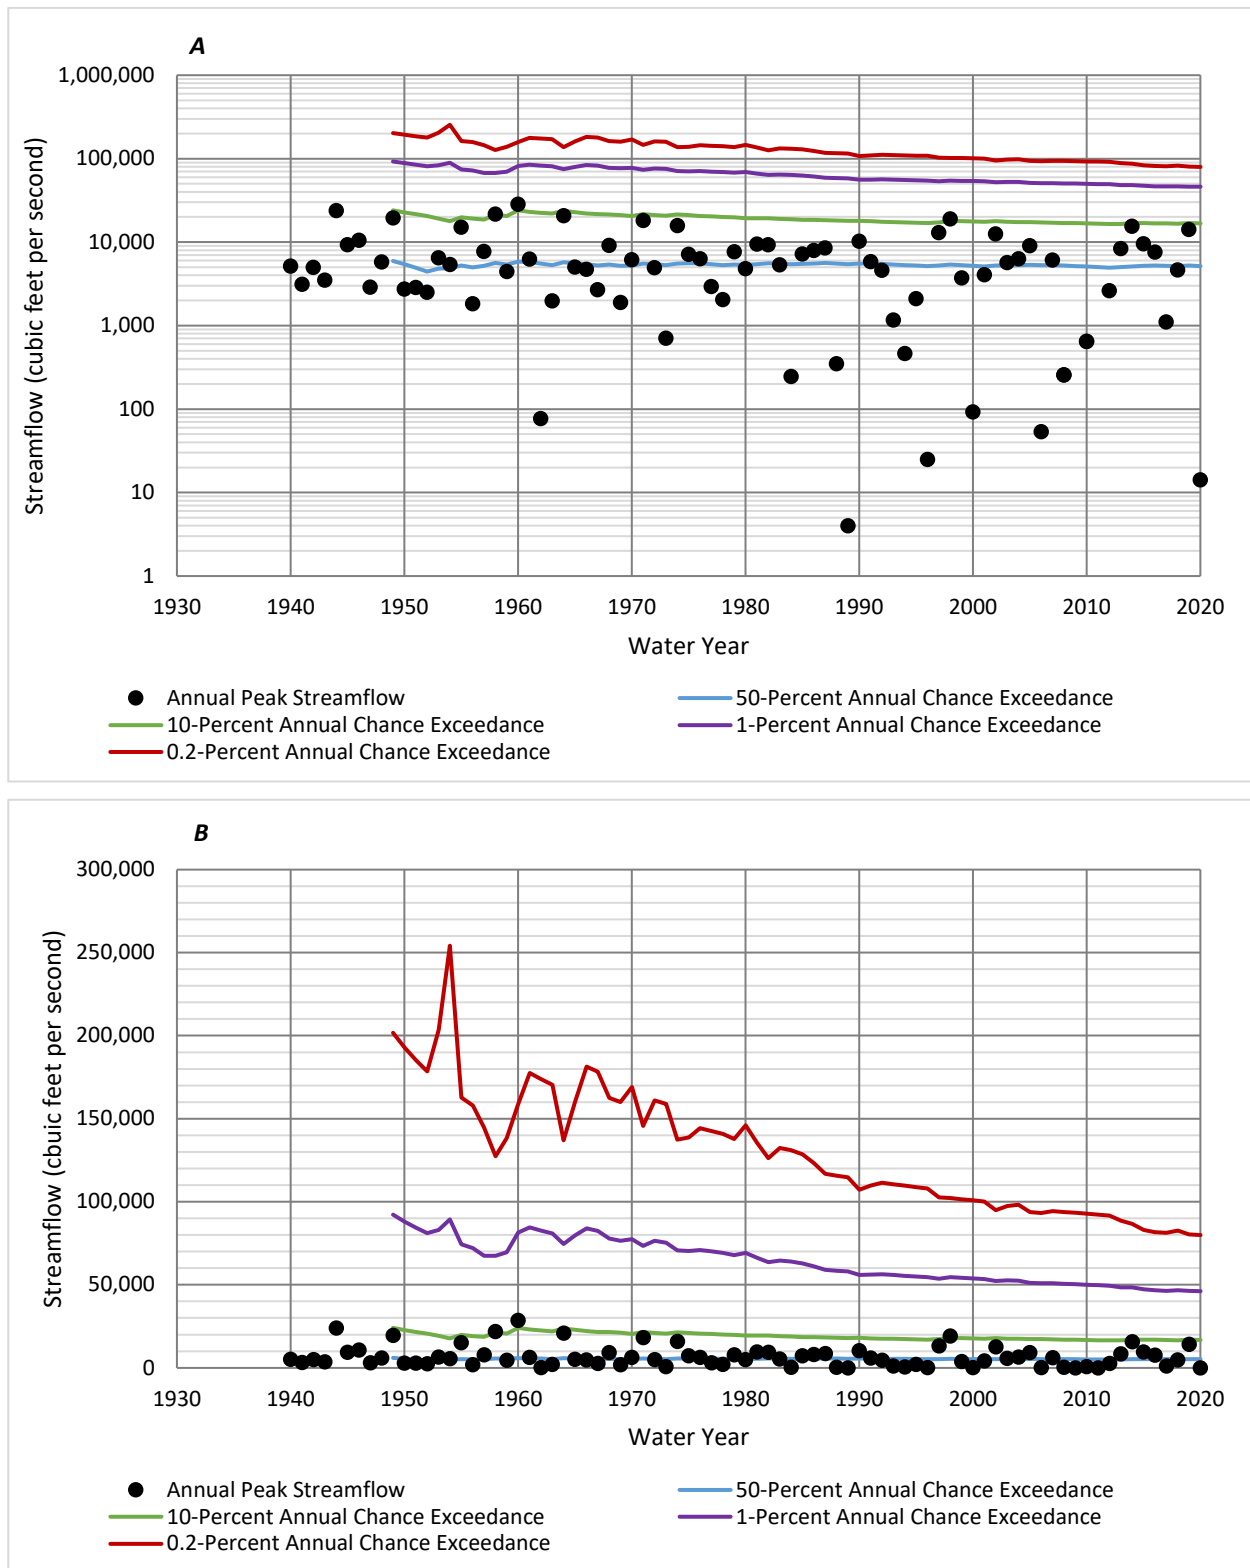 A
1,000,000
100,000
10,000
1,000
100
10
1
Streamflow (cubic feet per second)
1930 1940 1950 1960 1970 1980 1990 2000 2010 2020
Water Year
Annual Peak Streamflow 50-Percent Annual Chance Exceedance
10-Percent Annual Chance Exceedance 1-Percent Annual Chance Exceedance
0.2-Percent Annual Chance Exceedance
B
300,000
250,000
200,000
150,000
100,000
50,000
0
Streamflow (cbuic feet per second)
1930 1940 1950 1960 1970 1980 1990 2000 2010 2020
Water Year
Annual Peak Streamflow 50-Percent Annual Chance Exceedance
10-Percent Annual Chance Exceedance 1-Percent Annual Chance Exceedance
0.2-Percent Annual Chance Exceedance